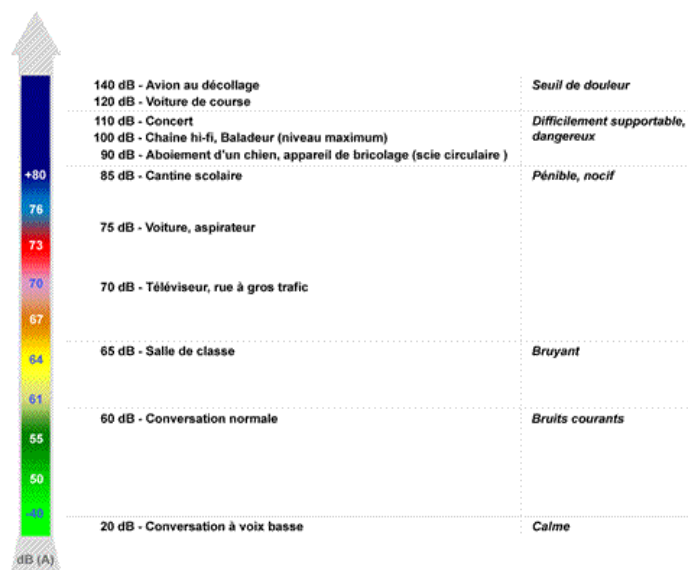 140 dB - Avion au décollage Seuil de douleur
120 dB - Voiture de course
110 dB - Concert Difficilement supportable,
100 dB - Chaîne hi-fi, Baladeur (niveau maximum) dangereux
90 dB - Aboiement d'un chien, appareil de bricolage (scie circulaire )
+80 85 dB - Cantine scolaire Pénible, nocif
76
75 dB - Voiture, aspirateur
73
70 70 dB - Téléviseur, rue à gros trafic
67
65 dB - Salle de classe Bruyant
64
61
60 dB - Conversation normale Bruits courants
55
50
-40
20 dB - Conversation à voix basse Calme
dB (A)